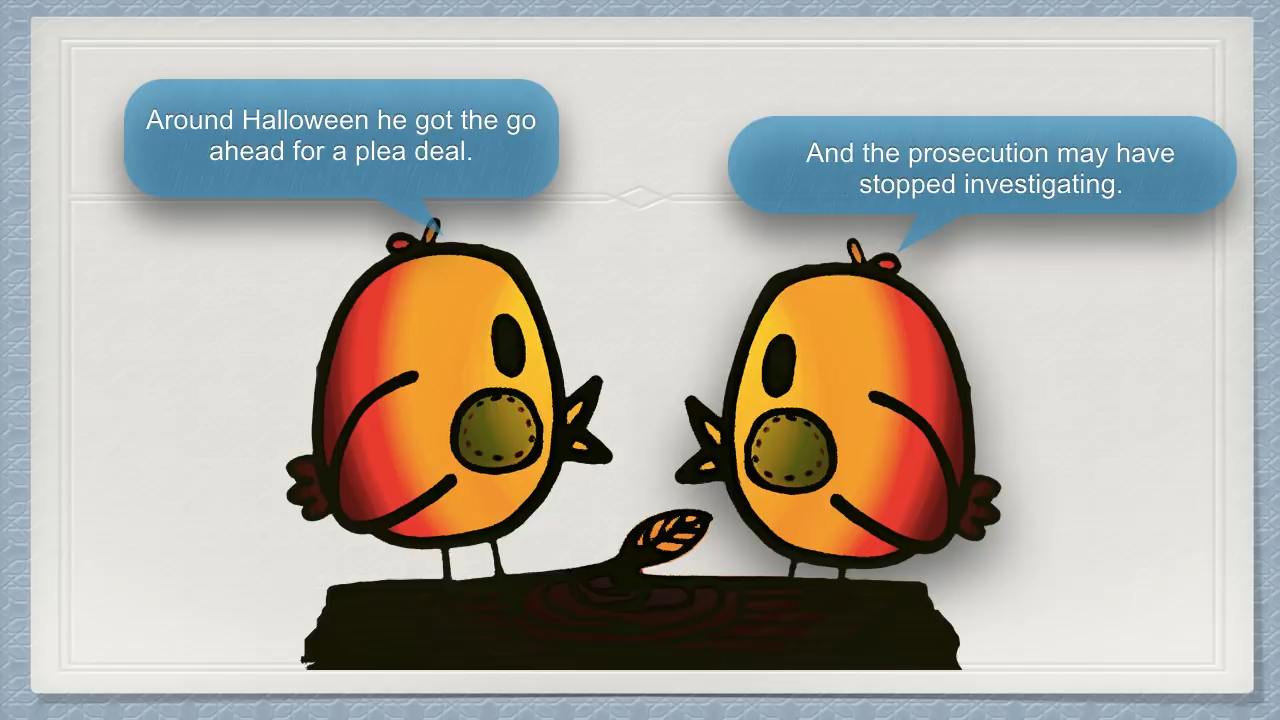 Around Halloween he got the go
ahead for a plea deal.
And the prosecution may have
stopped investigating.